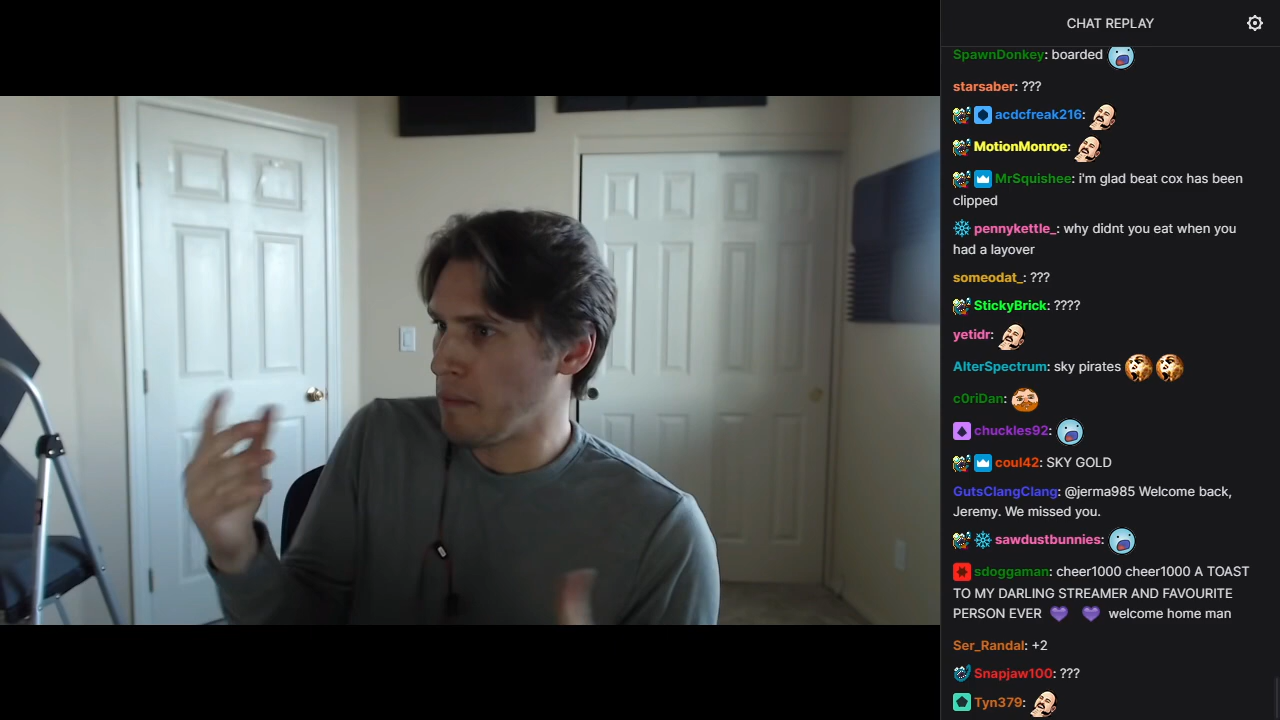 CHAT REPLAY
SpawnDonkey: boarded
starsaber: ???
acdcfreak216:
MotionMonroe:
MrSquishee: i'm glad beat cox has been
clipped
pennykettle_: why didnt you eat when you
had a layover
someodat_: ???
StickyBrick: ????
yetidr:
AlterSpectrum: sky pirates
c0riDan:
chuckles92:
coul42: SKY GOLD
GutsClangClang: @jerma985 Welcome back,
Jeremy. We missed you.
sawdustbunnies:
sdoggaman: cheer1000 cheer1000 A TOAST
TO MY DARLING STREAMER AND FAVOURITE
PERSON EVER welcome home man
Ser_Randal: +2
Snapjaw100: ???
Tyn379: